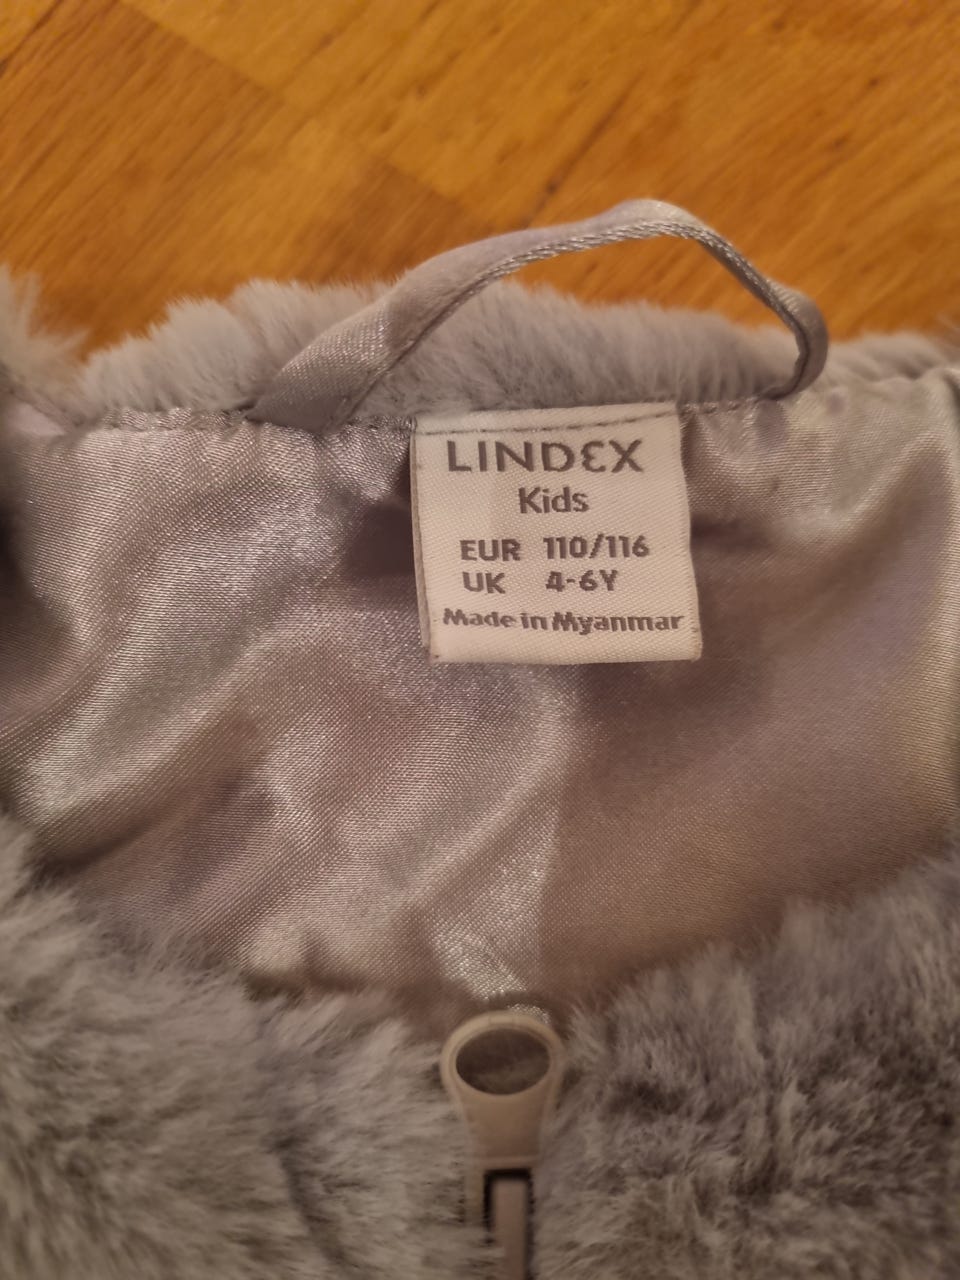 LINDEX
Kids
EUR 110/116
UK 4-6Y
Made in Myanmar